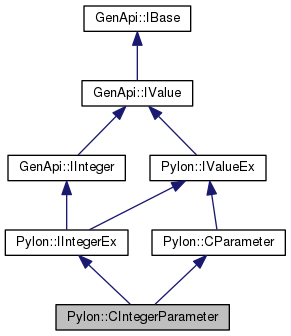 GenApi::IBase
GenApi::IValue
GenApi::IInteger
Pylon::IValueEx
Pylon::IIntegerEx
Pylon::CParameter
Pylon::CIntegerParameter